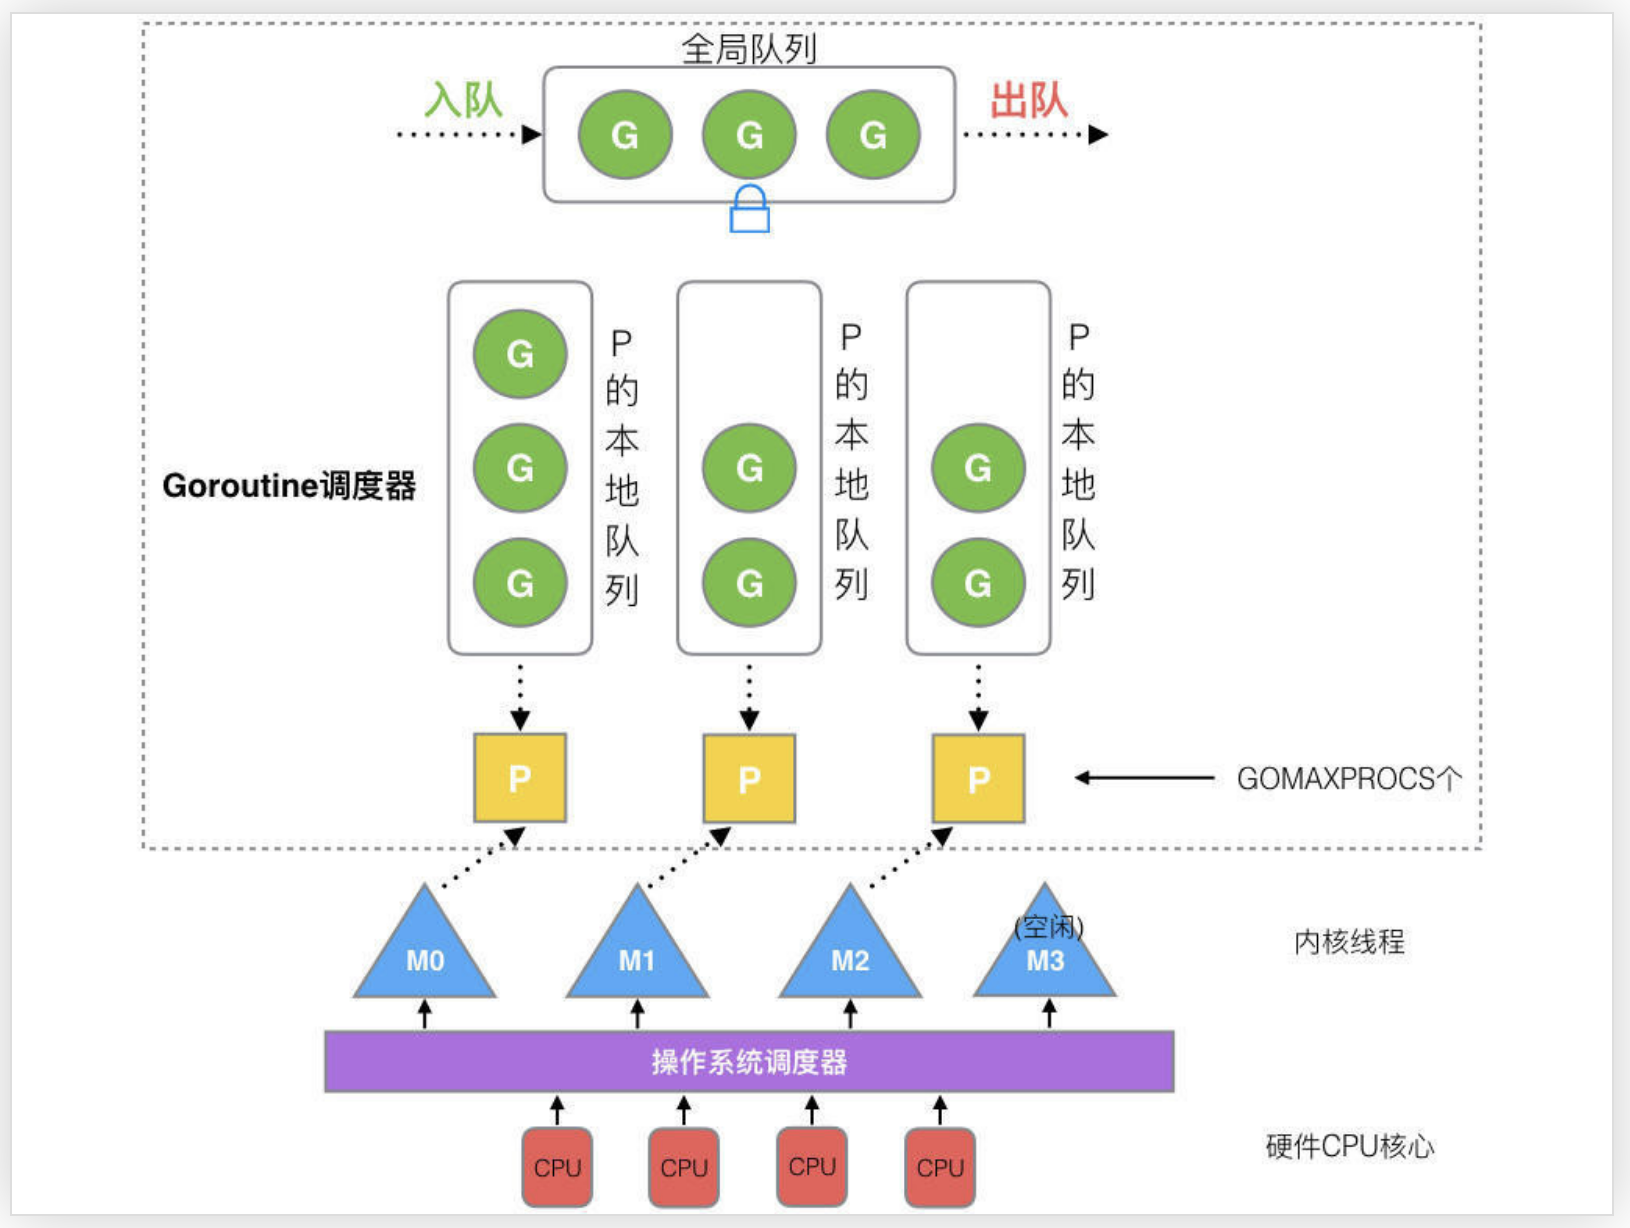 全局队列
入队
出队
G G G
P的本地队列
P的本地队列
P的本地队列
G
G G G
G G G
Goroutine调度器
P P P
GOMAXPROCS个
(空闲)
M0 M1 M2 M3
内核线程
操作系统调度器
CPU CPU CPU CPU
硬件CPU核心